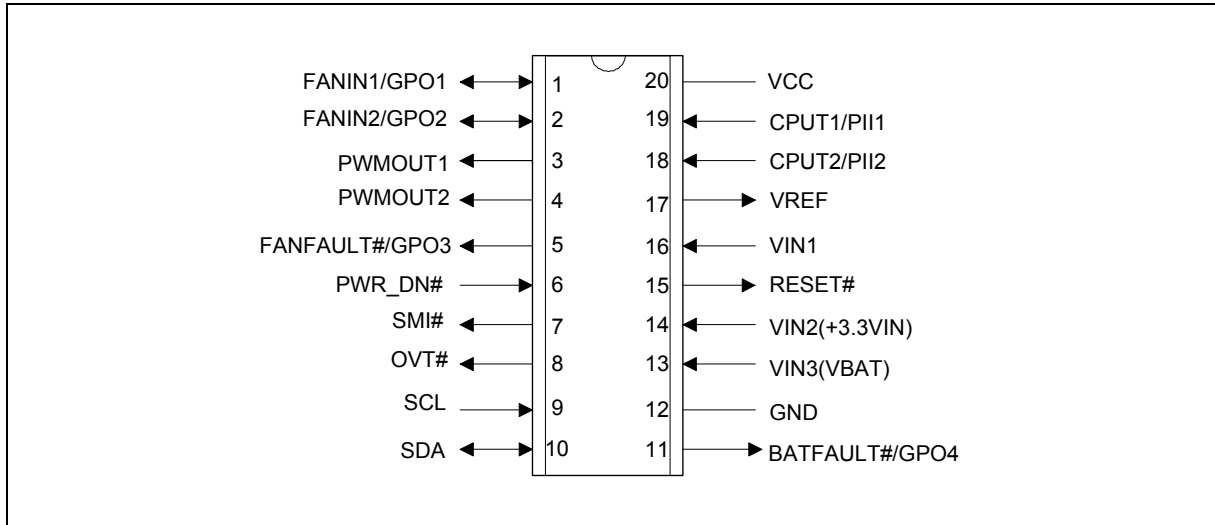 FANIN1/GPO1 1 20 VCC
FANIN2/GPO2 2 19 CPUT1/PII1
PWMOUT1 3 18 CPUT2/PII2
PWMOUT2 4 17 VREF
FANFAULT#/GPO3 5 16 VIN1
PWR_DN# 6 15 RESET#
SMI# 7 14 VIN2(+3.3VIN)
OVT# 8 13 VIN3(VBAT)
SCL 9 12 GND
SDA 10 11 BATFAULT#/GPO4